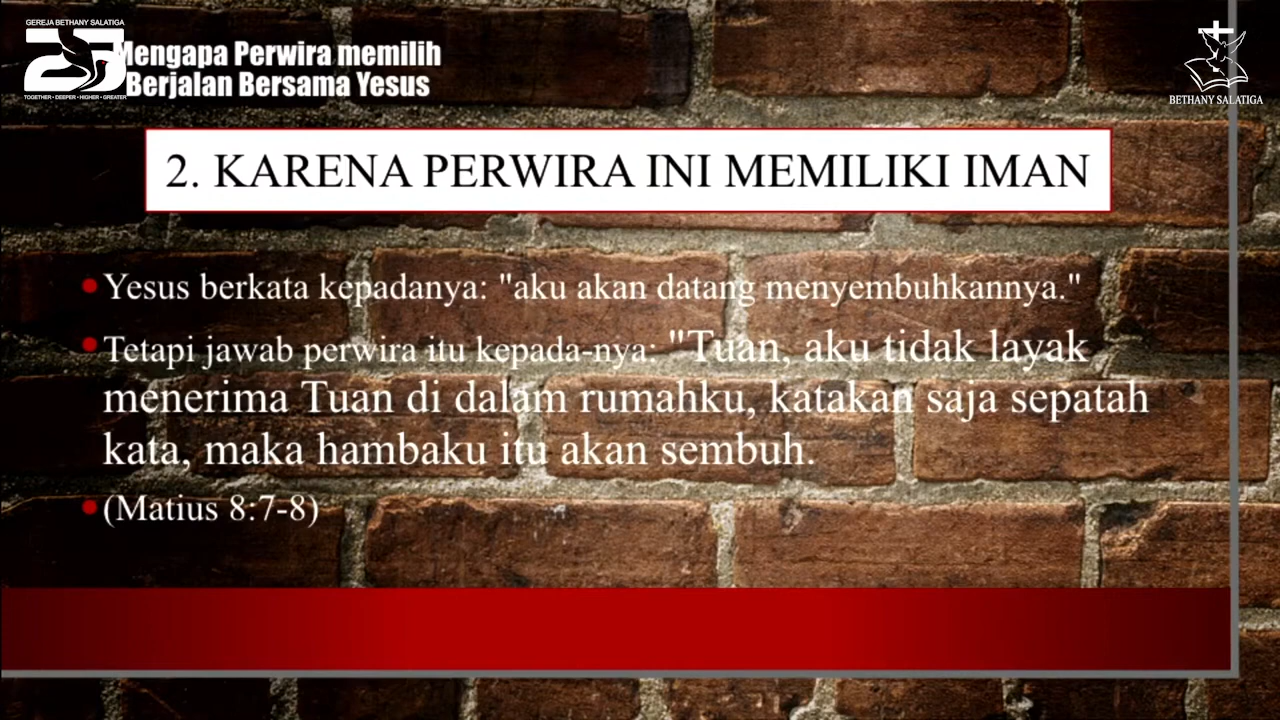 GEREJA BETHANY SALATIGA
25
TOGETHER • DEEPER • HIGHER • GREATER
Mengapa Perwira memilih
Berjalan Bersama Yesus
BETHANY SALATIGA
2. KARENA PERWIRA INI MEMILIKI IMAN
Yesus berkata kepadanya: "aku akan datang menyembuhkannya."
Tetapi jawab perwira itu kepada-nya: "Tuan, aku tidak layak
menerima Tuan di dalam rumahku, katakan saja sepatah
kata, maka hambaku itu akan sembuh.
(Matius 8:7-8)